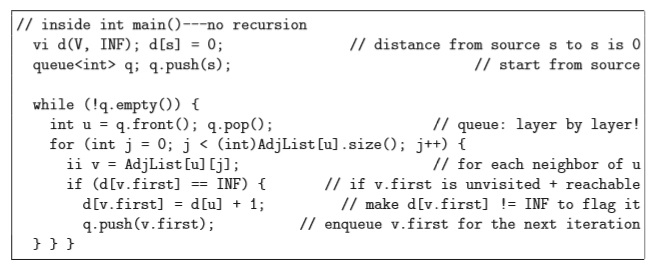 // inside int main()---no recursion
vi d(V, INF); d[s] = 0; // distance from source s to s is 0
queue<int> q; q.push(s); // start from source
while (!q.empty()) {
int u = q.front(); q.pop(); // queue: layer by layer!
for (int j = 0; j < (int)AdjList[u].size(); j++) {
ii v = AdjList[u][j]; // for each neighbor of u
if (d[v.first] == INF) { // if v.first is unvisited + reachable
d[v.first] = d[u] + 1; // make d[v.first] != INF to flag it
q.push(v.first); // enqueue v.first for the next iteration
} } }